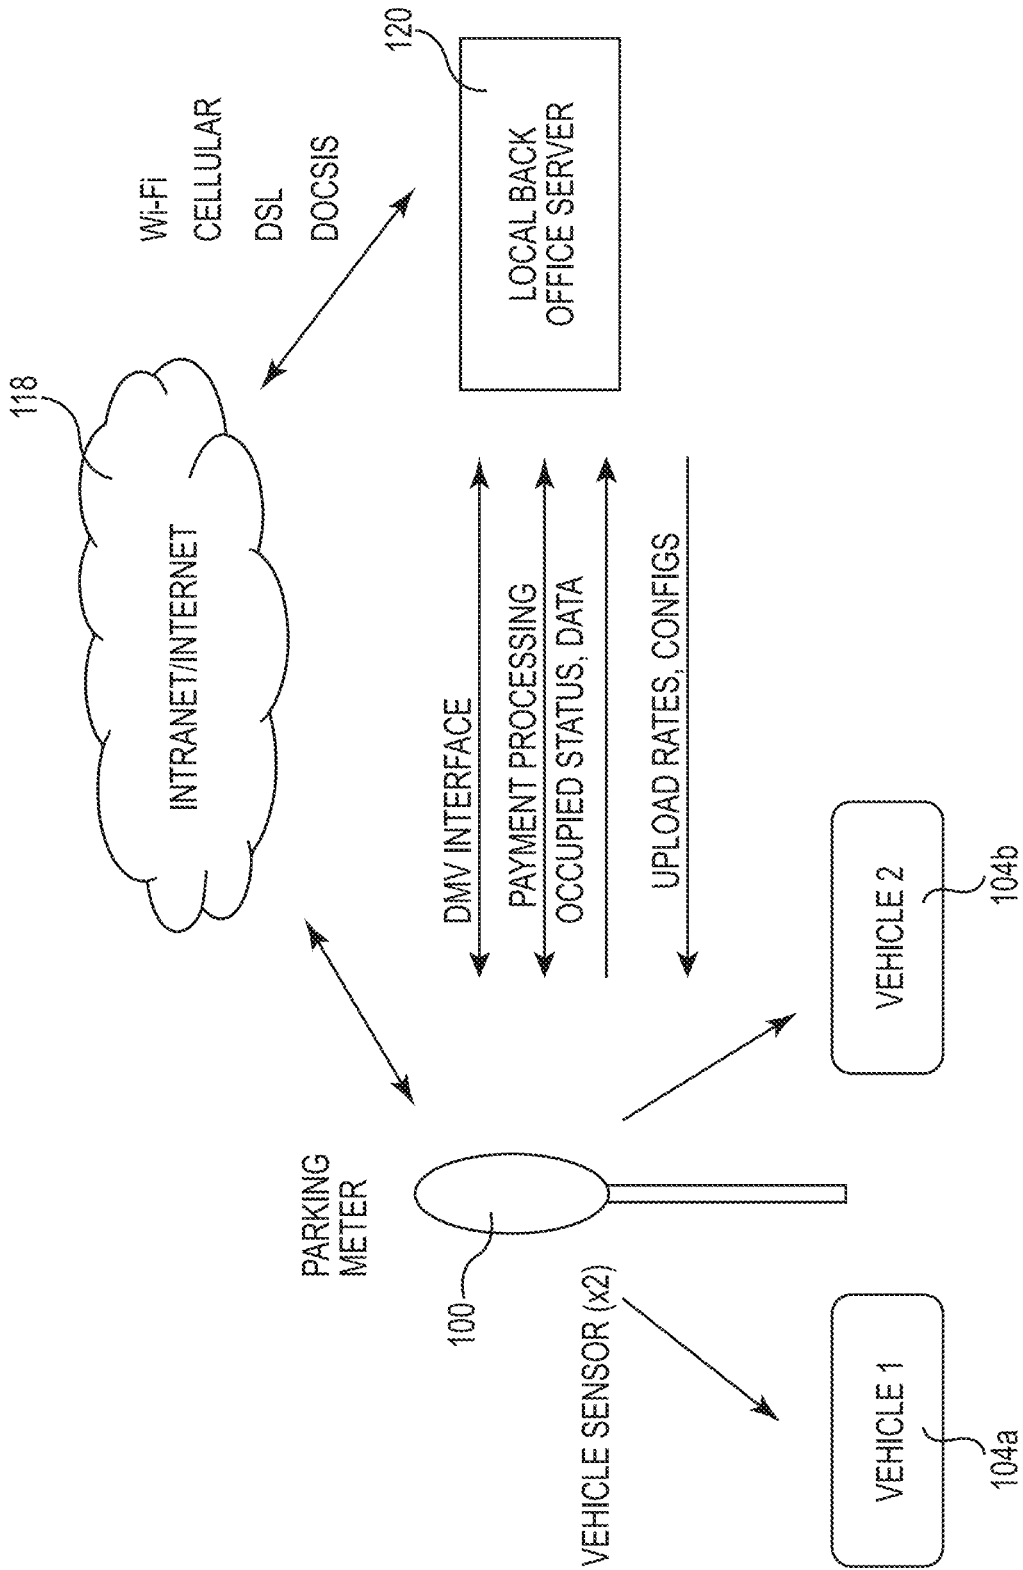 118
INTRANET/INTERNET
Wi-Fi
CELLULAR
DSL
DOCSIS
120
LOCAL BACK
OFFICE SERVER
PARKING
METER
100
DMV INTERFACE
PAYMENT PROCESSING
OCCUPIED STATUS, DATA
UPLOAD RATES, CONFIGS
VEHICLE SENSOR (x2)
VEHICLE 1
104a
VEHICLE 2
104b